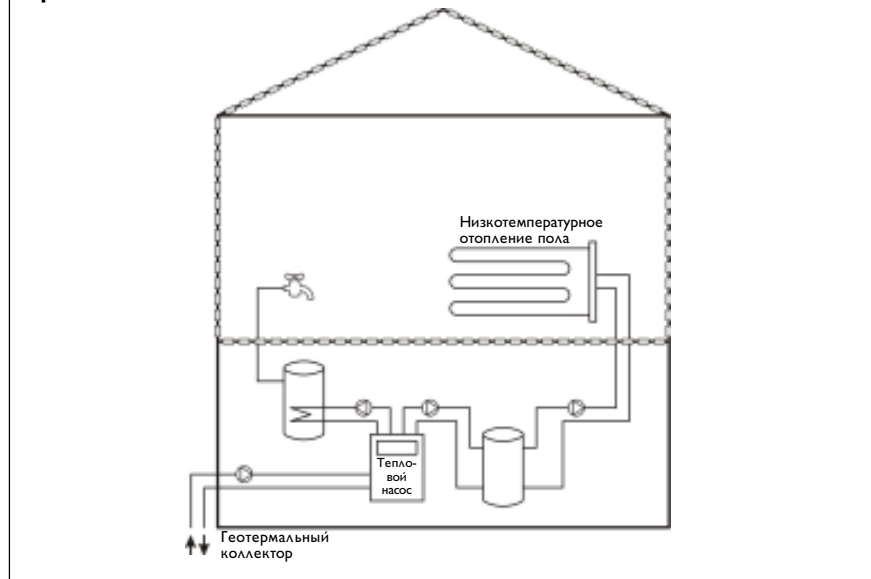 Низкотемпературное
отопление пола
Тепло-
вой
насос
Геотермальный
коллектор